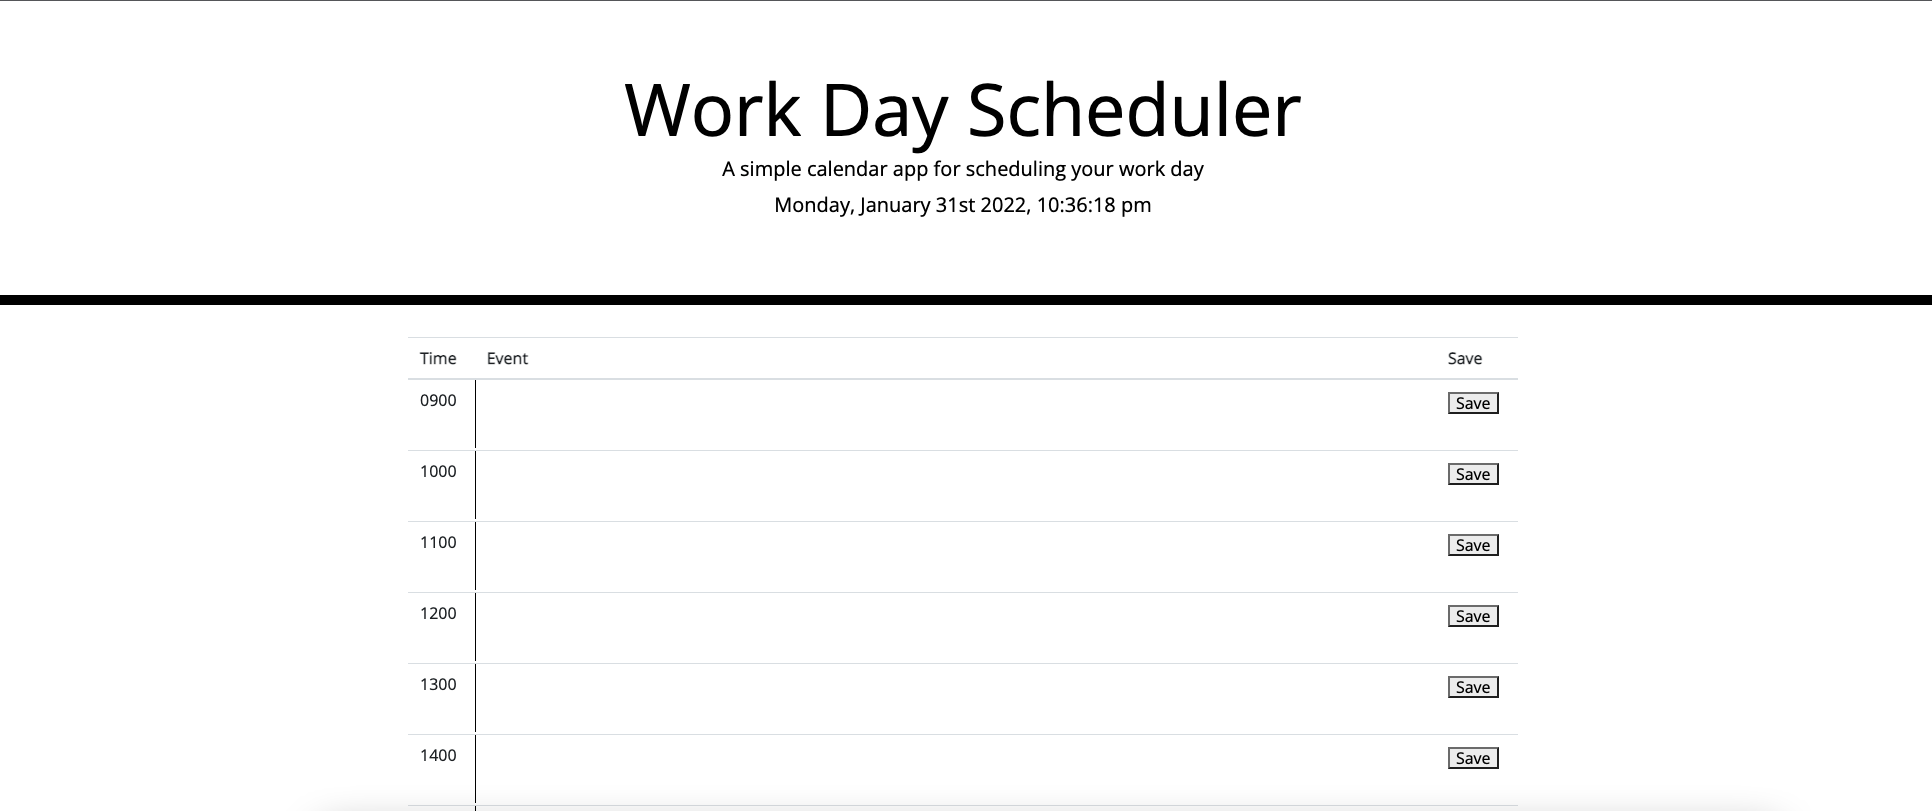 Work Day Scheduler
A simple calendar app for scheduling your work day
Monday, January 31st 2022, 10:36:18 pm
Time Event Save
0900 Save
1000 Save
1100 Save
1200 Save
1300 Save
1400 Save